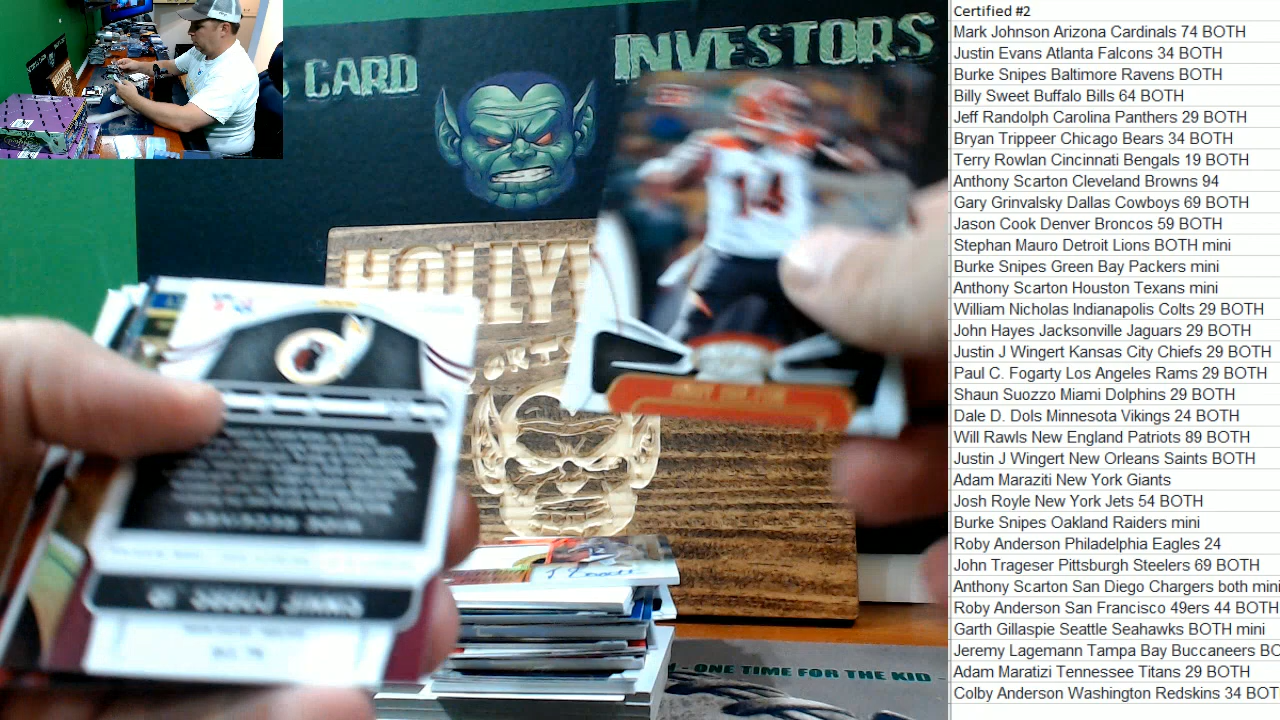 S CARD
INVESTORS
HOLLY
ORTS
14
- ONE TIME FOR THE KID -
Certified #2
Mark Johnson Arizona Cardinals 74 BOTH
Justin Evans Atlanta Falcons 34 BOTH
Burke Snipes Baltimore Ravens BOTH
Billy Sweet Buffalo Bills 64 BOTH
Jeff Randolph Carolina Panthers 29 BOTH
Bryan Trippeer Chicago Bears 34 BOTH
Terry Rowlan Cincinnati Bengals 19 BOTH
Anthony Scarton Cleveland Browns 94
Gary Grinvalsky Dallas Cowboys 69 BOTH
Jason Cook Denver Broncos 59 BOTH
Stephan Mauro Detroit Lions BOTH mini
Burke Snipes Green Bay Packers mini
Anthony Scarton Houston Texans mini
William Nicholas Indianapolis Colts 29 BOTH
John Hayes Jacksonville Jaguars 29 BOTH
Justin J Wingert Kansas City Chiefs 29 BOTH
Paul C. Fogarty Los Angeles Rams 29 BOTH
Shaun Suozzo Miami Dolphins 29 BOTH
Dale D. Dols Minnesota Vikings 24 BOTH
Will Rawls New England Patriots 89 BOTH
Justin J Wingert New Orleans Saints BOTH
Adam Maraziti New York Giants
Josh Royle New York Jets 54 BOTH
Burke Snipes Oakland Raiders mini
Roby Anderson Philadelphia Eagles 24
John Trageser Pittsburgh Steelers 69 BOTH
Anthony Scarton San Diego Chargers both mini
Roby Anderson San Francisco 49ers 44 BOTH
Garth Gillaspie Seattle Seahawks BOTH mini
Jeremy Lagemann Tampa Bay Buccaneers BO
Adam Maratizi Tennessee Titans 29 BOTH
Colby Anderson Washington Redskins 34 BOT